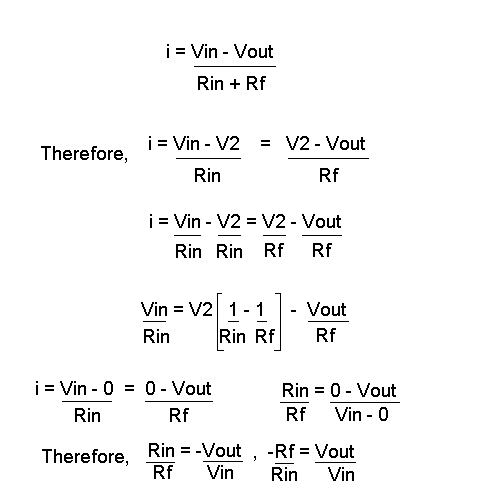 i = Vin - Vout
Rin + Rf
Therefore, i = Vin - V2 = V2 - Vout
Rin Rf
i = Vin - V2 = V2 - Vout
Rin Rin Rf Rf
Vin = V2 [ 1 - 1 ] - Vout
Rin Rin Rf Rf
i = Vin - 0 = 0 - Vout Rin = 0 - Vout
Rin Rf Rf Vin - 0
Therefore, Rin = -Vout , -Rf = Vout
Rf Vin Rin Vin